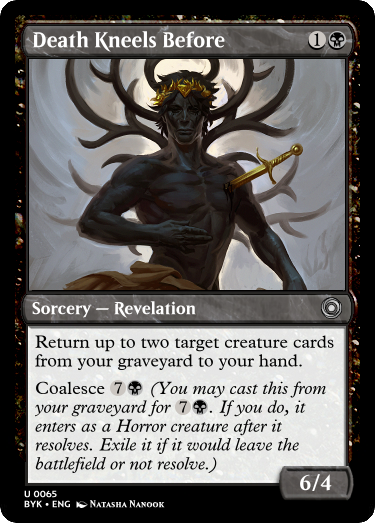 Death Kneels Before 1
Sorcery — Revelation
Return up to two target creature cards
from your graveyard to your hand.
Coalesce 7 (You may cast this from
your graveyard for 7. If you do, it
enters as a Horror creature after it
resolves. Exile it if it would leave the
battlefield or not resolve.)
6/4
U 0065
BYK • ENG Natasha Nanook